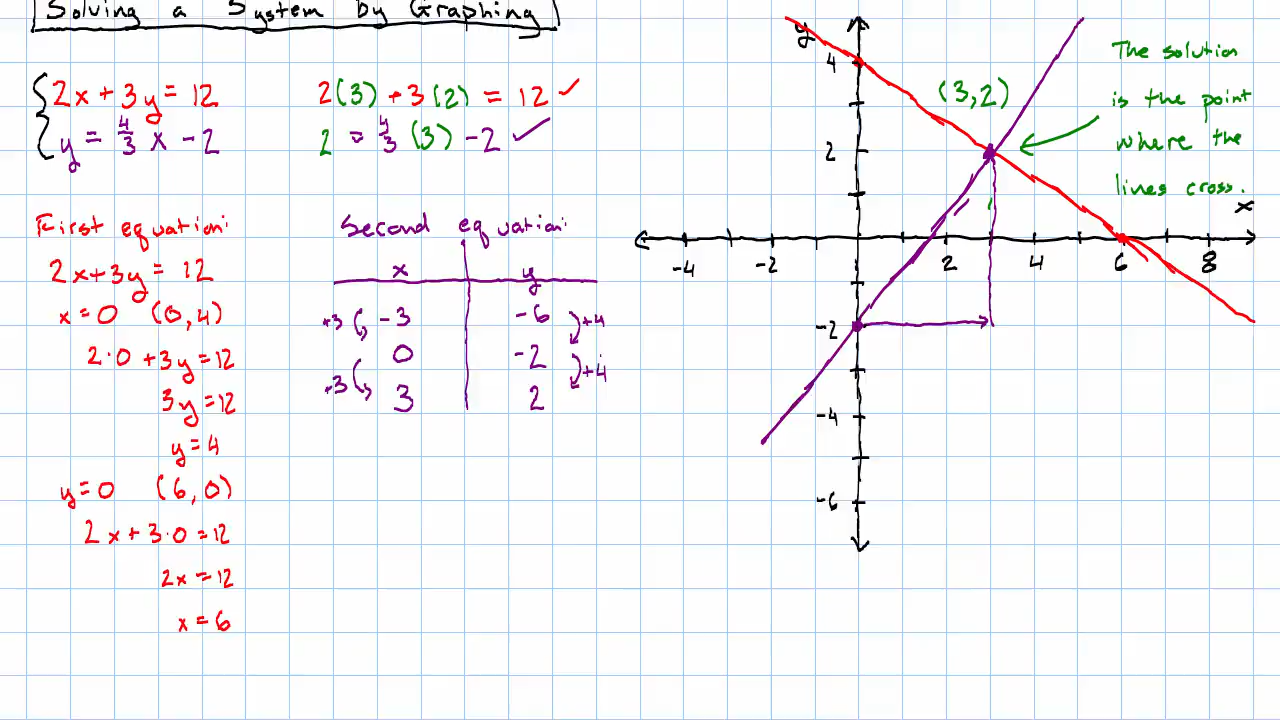 Solving a System by Graphing
2x + 3y = 12
y = 4/3 x - 2
2(3) + 3(2) = 12 ✓
2 = 4/3 (3) - 2 ✓
First equation:
2x + 3y = 12
x = 0 (0, 4)
2·0 + 3y = 12
3y = 12
y = 4
y = 0 (6, 0)
2x + 3·0 = 12
2x = 12
x = 6
Second equation:
x y
+3 -3 -6 +4
0 -2
+3 3 2 +4
y
4
2
-2
-4
-6
-4 -2 2 4 6 8
x
(3,2)
The solution
is the point
where the
lines cross.